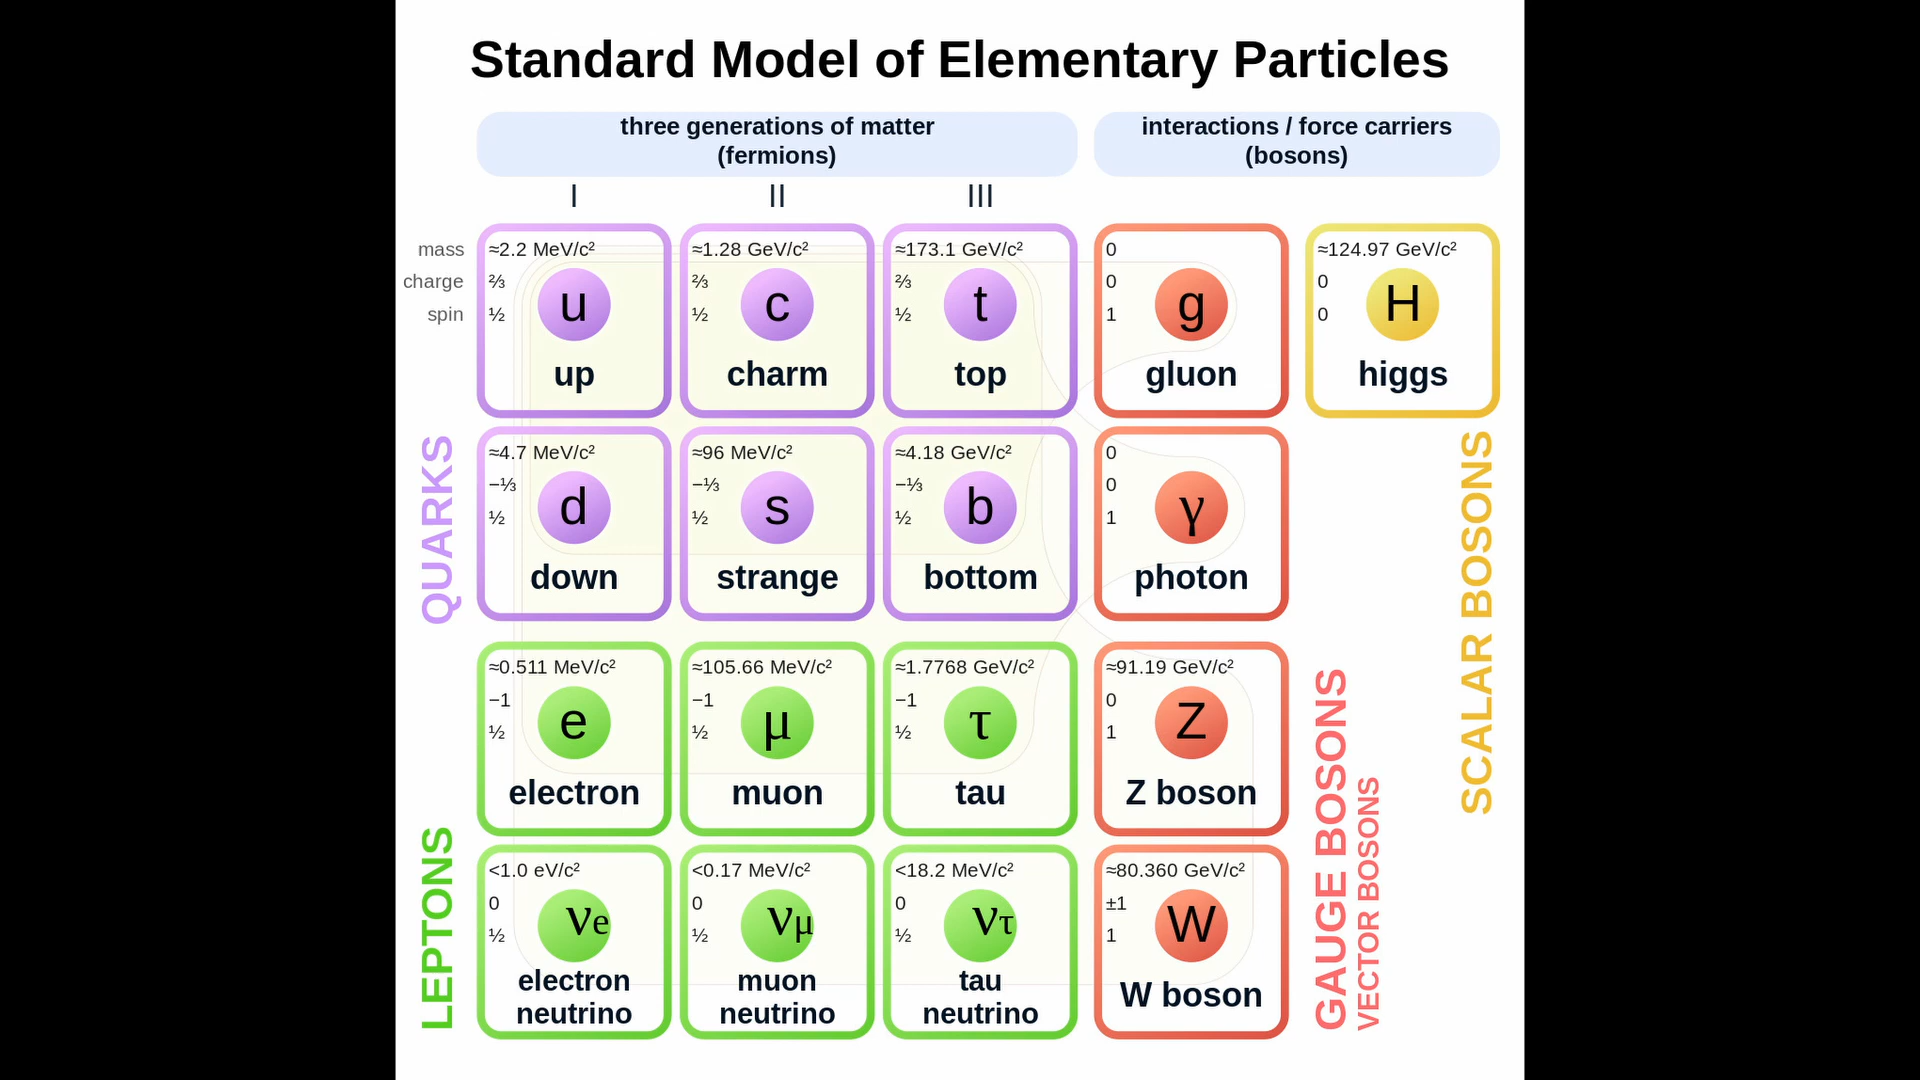 Standard Model of Elementary Particles
three generations of matter
(fermions)
interactions / force carriers
(bosons)
I
II
III
mass
charge
spin
≈2.2 MeV/c²
⅔
½
u
up
≈1.28 GeV/c²
⅔
½
c
charm
≈173.1 GeV/c²
⅔
½
t
top
0
0
1
g
gluon
≈124.97 GeV/c²
0
0
H
higgs
QUARKS
≈4.7 MeV/c²
−⅓
½
d
down
≈96 MeV/c²
−⅓
½
s
strange
≈4.18 GeV/c²
−⅓
½
b
bottom
0
0
1
γ
photon
SCALAR BOSONS
≈0.511 MeV/c²
−1
½
e
electron
≈105.66 MeV/c²
−1
½
μ
muon
≈1.7768 GeV/c²
−1
½
τ
tau
≈91.19 GeV/c²
0
1
Z
Z boson
GAUGE BOSONS
VECTOR BOSONS
LEPTONS
<1.0 eV/c²
0
½
νe
electron
neutrino
<0.17 MeV/c²
0
½
νμ
muon
neutrino
<18.2 MeV/c²
0
½
ντ
tau
neutrino
≈80.360 GeV/c²
±1
1
W
W boson